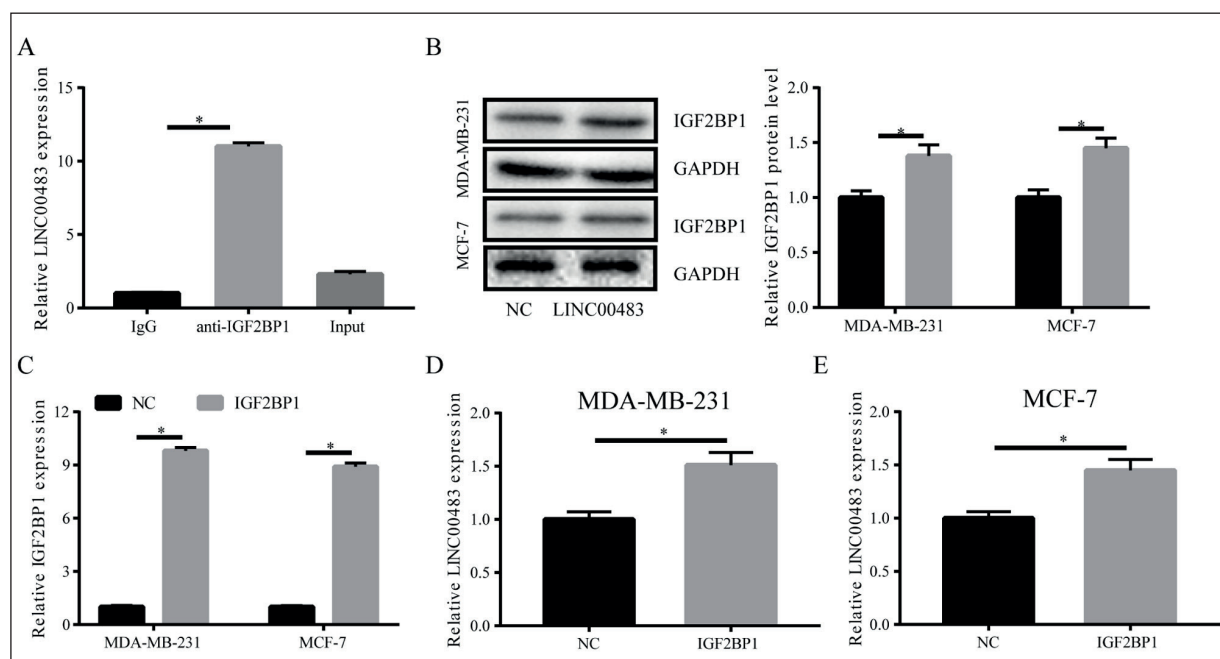 A
Relative LINC00483 expression
15
10
5
0
*
IgG
anti-IGF2BP1
Input
B
MDA-MB-231
MCF-7
IGF2BP1
GAPDH
IGF2BP1
GAPDH
NC
LINC00483
Relative IGF2BP1 protein level
2.0
1.5
1.0
0.5
0.0
*
*
MDA-MB-231
MCF-7
C
NC
IGF2BP1
Relative IGF2BP1 expression
12
9
6
3
0
*
*
MDA-MB-231
MCF-7
D
MDA-MB-231
Relative LINC00483 expression
2.0
1.5
1.0
0.5
0.0
*
NC
IGF2BP1
E
MCF-7
Relative LINC00483 expression
2.0
1.5
1.0
0.5
0.0
*
NC
IGF2BP1